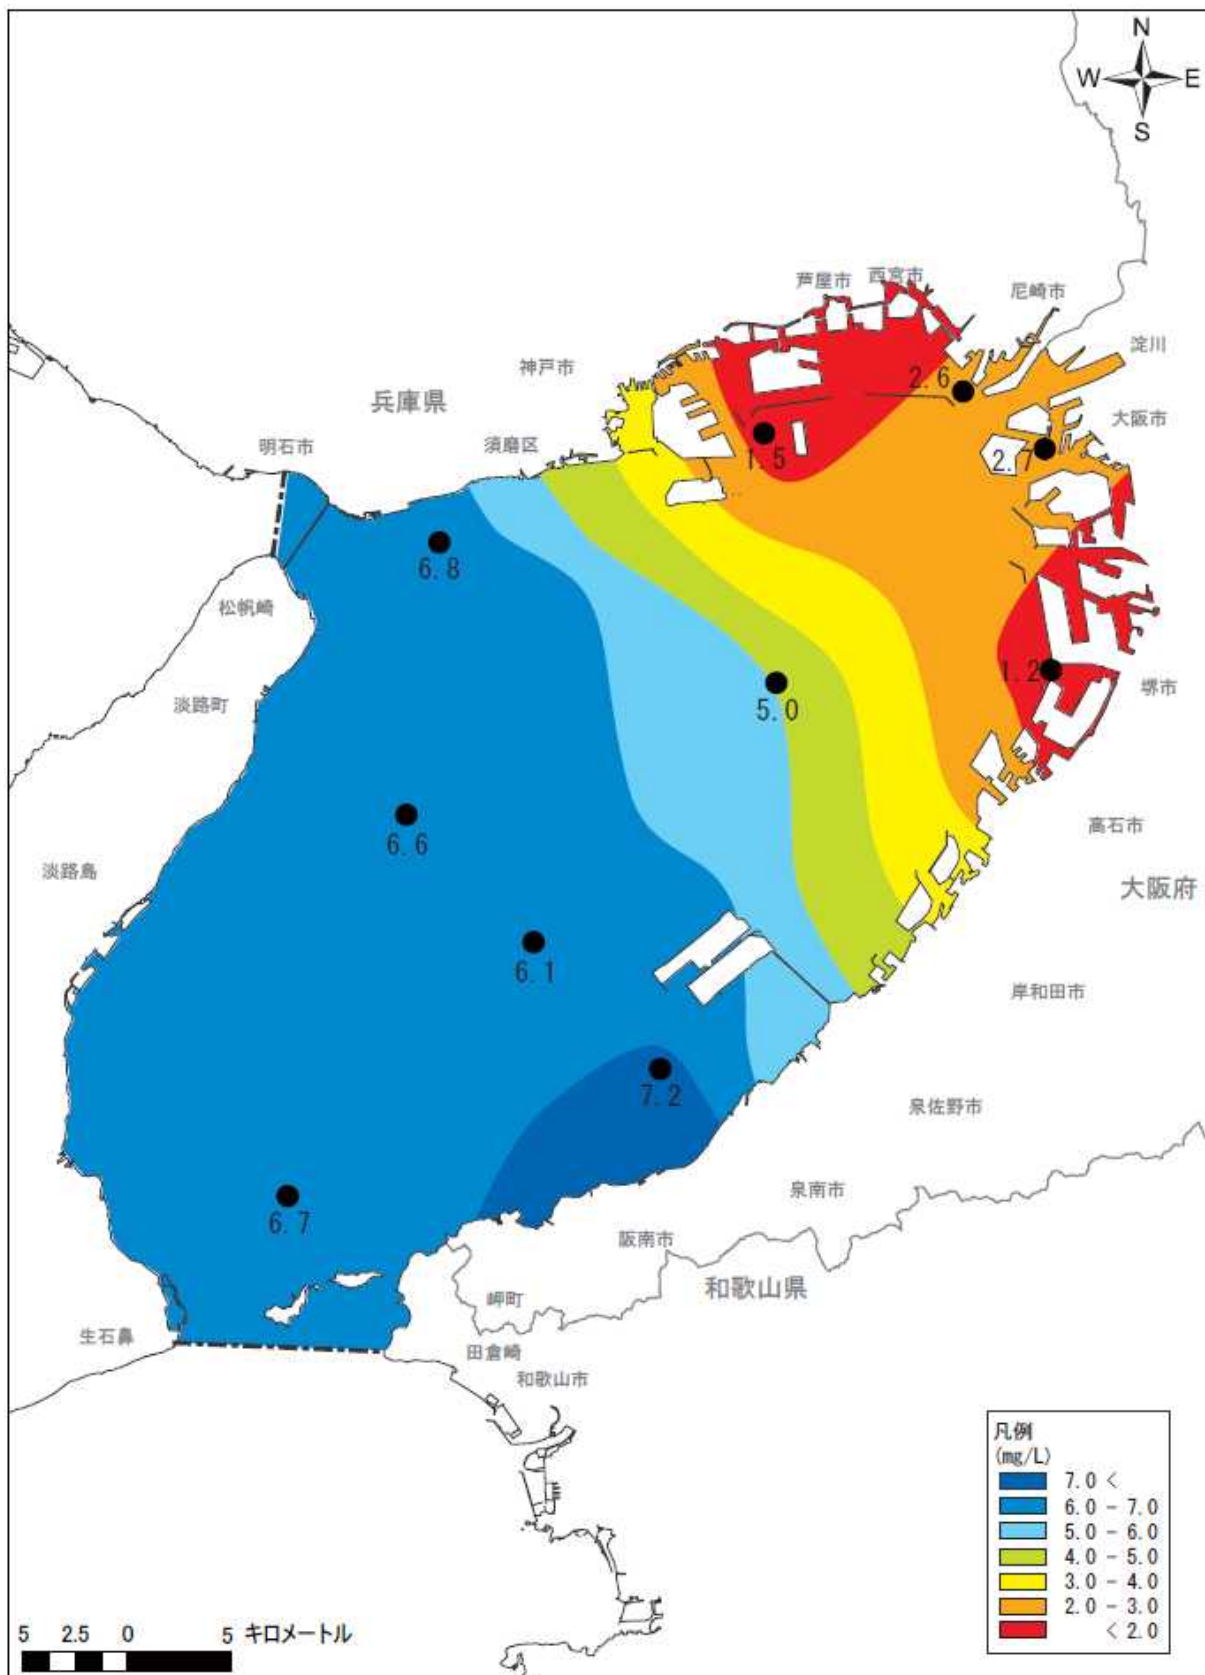 N
W E
S
芦屋市
西宮市
尼崎市
淀川
神戸市
2.6
兵庫県
大阪市
明石市
須磨区
1.5
2.7
6.8
松帆崎
1.2
堺市
淡路町
5.0
高石市
6.6
淡路島
大阪府
6.1
岸和田市
7.2
泉佐野市
泉南市
6.7
阪南市
和歌山県
岬町
生石鼻
田倉崎
和歌山市
凡例
(mg/L)
7.0 <
6.0 - 7.0
5.0 - 6.0
4.0 - 5.0
3.0 - 4.0
2.0 - 3.0
< 2.0
5 2.5 0 5 キロメートル